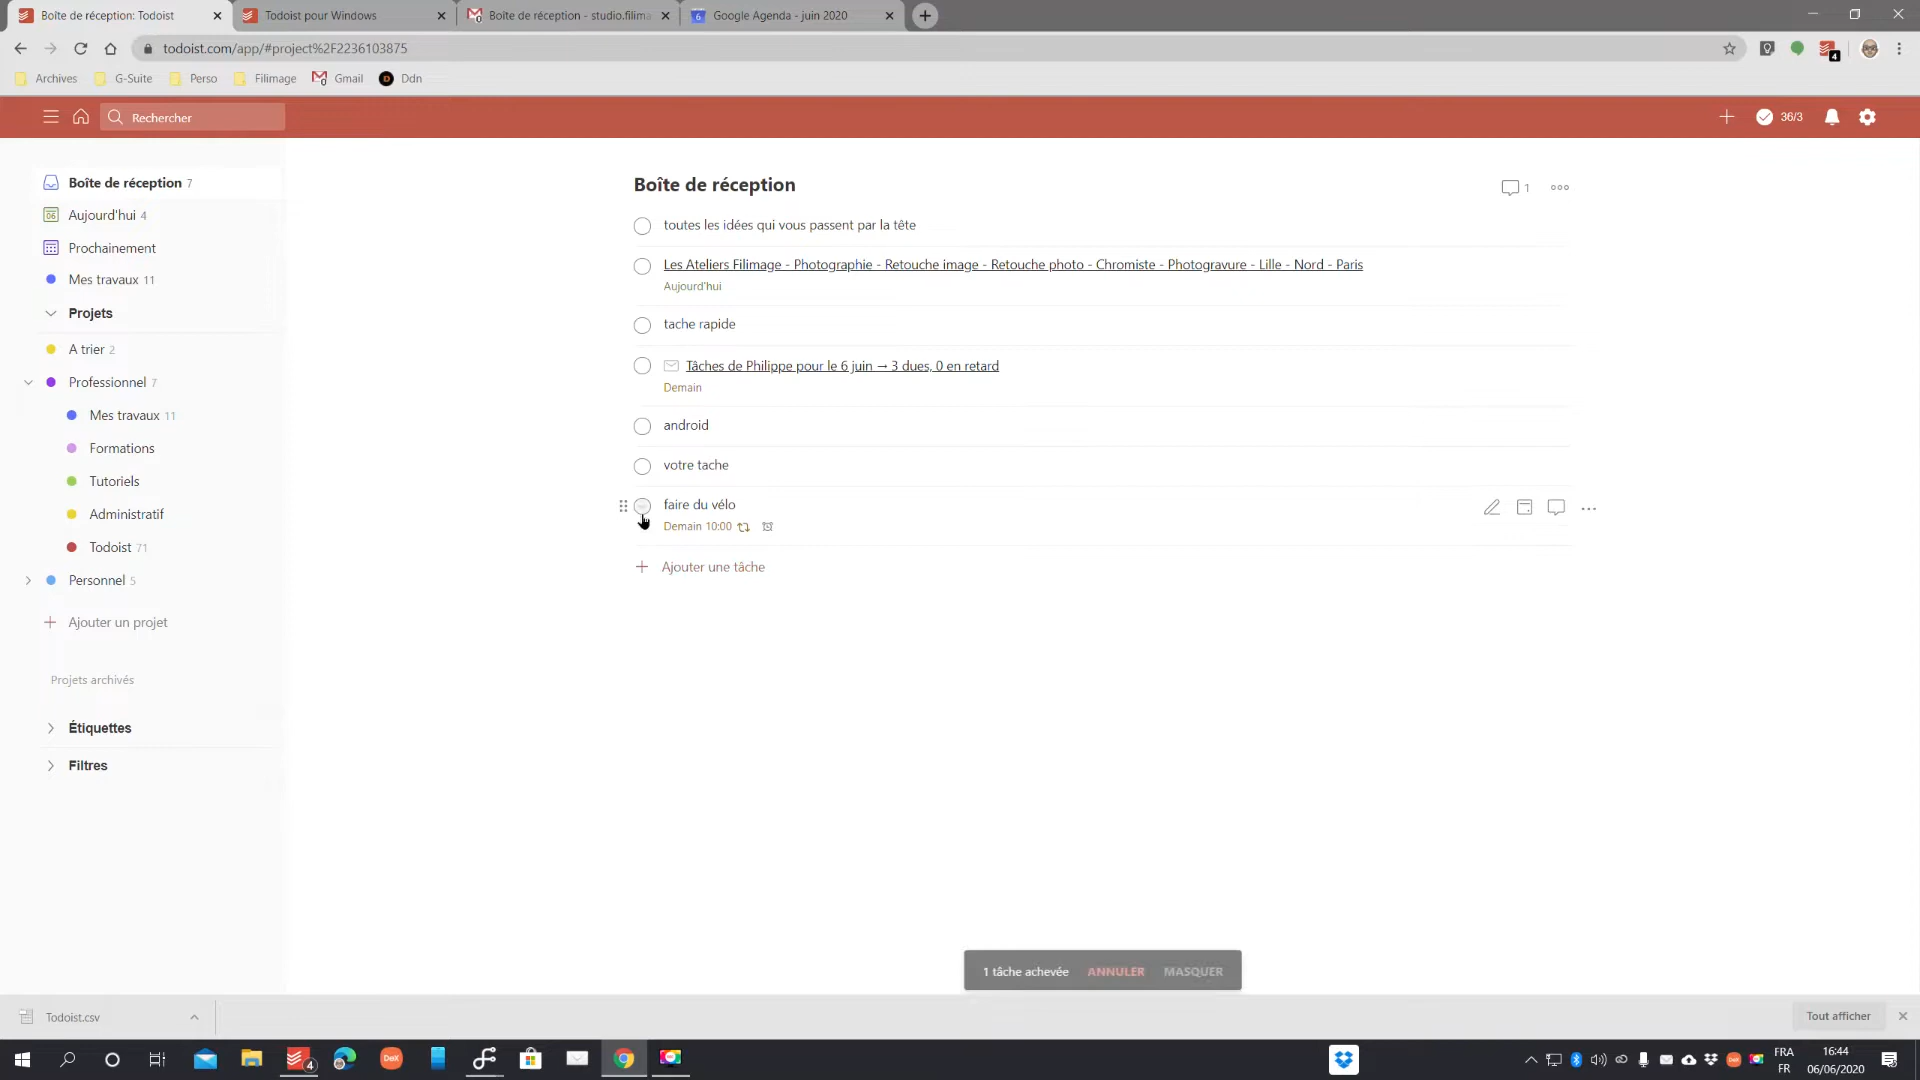 Boîte de réception: Todoist
Todoist pour Windows
Boîte de réception - studo.filima
Google Agenda - juin 2020
todoist.com/app/#project%2F2236103875
4
Archives
G-Suite
Perso
Filimage
Gmail
Ddn
Rechercher
36/3
Boîte de réception 7
Aujourd'hui 4
Prochainement
Mes travaux 11
Projets
A trier 2
Professionnel 7
Mes travaux 11
Formations
Tutoriels
Administratif
Todoist 71
Personnel 5
Ajouter un projet
Projets archivés
Étiquettes
Filtres
Boîte de réception
1
toutes les idées qui vous passent par la tête
Les Ateliers Filimage - Photographie - Retouche image - Retouche photo - Chromiste - Photogravure - Lille - Nord - Paris
Aujourd'hui
tache rapide
Tâches de Philippe pour le 6 juin → 3 dues, 0 en retard
Demain
android
votre tache
faire du vélo
Demain 10:00
Ajouter une tâche
1 tâche achevée ANNULER MASQUER
Todoist.csv
Tout afficher
4
DeX
FRA
FR
16:44
06/06/2020